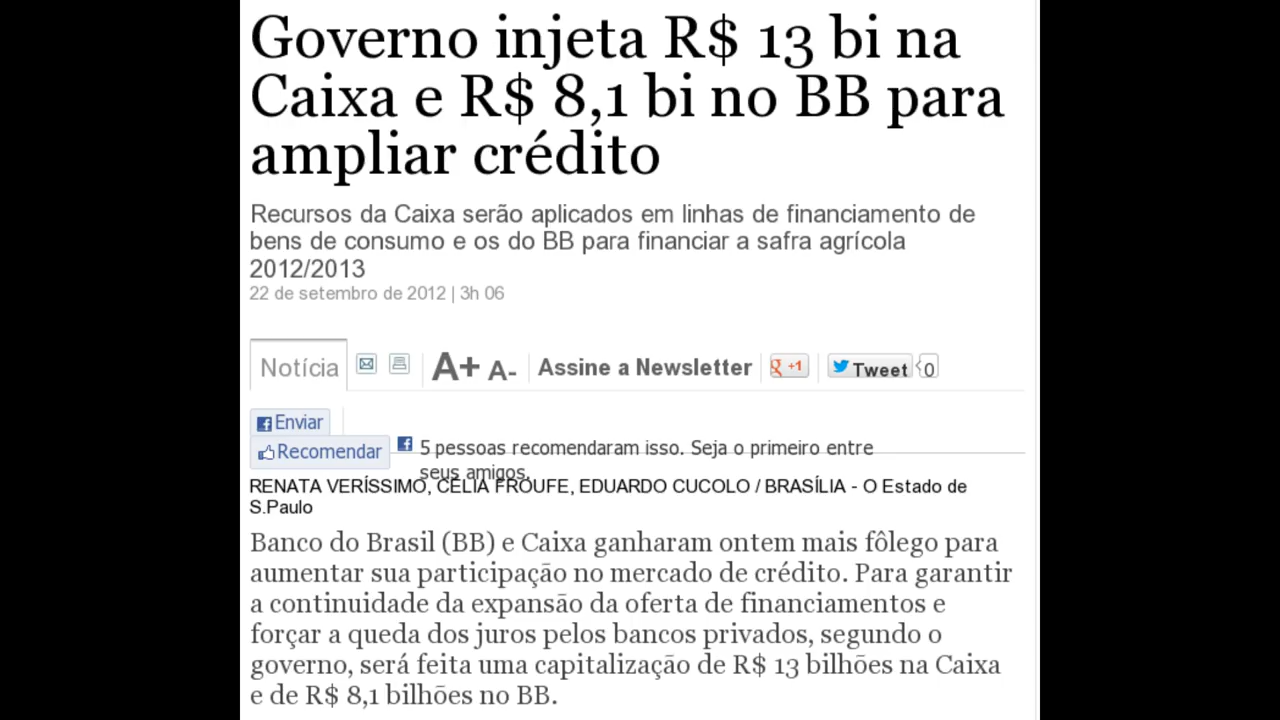 Governo injeta R$ 13 bi na
Caixa e R$ 8,1 bi no BB para
ampliar crédito
Recursos da Caixa serão aplicados em linhas de financiamento de
bens de consumo e os do BB para financiar a safra agrícola
2012/2013
22 de setembro de 2012 | 3h 06
Notícia A+ A- Assine a Newsletter g +1 Tweet 0
Enviar
Recomendar 5 pessoas recomendaram isso. Seja o primeiro entre
seus amigos.
RENATA VERÍSSIMO, CÉLIA FROUFE, EDUARDO CUCOLO / BRASÍLIA - O Estado de
S.Paulo
Banco do Brasil (BB) e Caixa ganharam ontem mais fôlego para
aumentar sua participação no mercado de crédito. Para garantir
a continuidade da expansão da oferta de financiamentos e
forçar a queda dos juros pelos bancos privados, segundo o
governo, será feita uma capitalização de R$ 13 bilhões na Caixa
e de R$ 8,1 bilhões no BB.